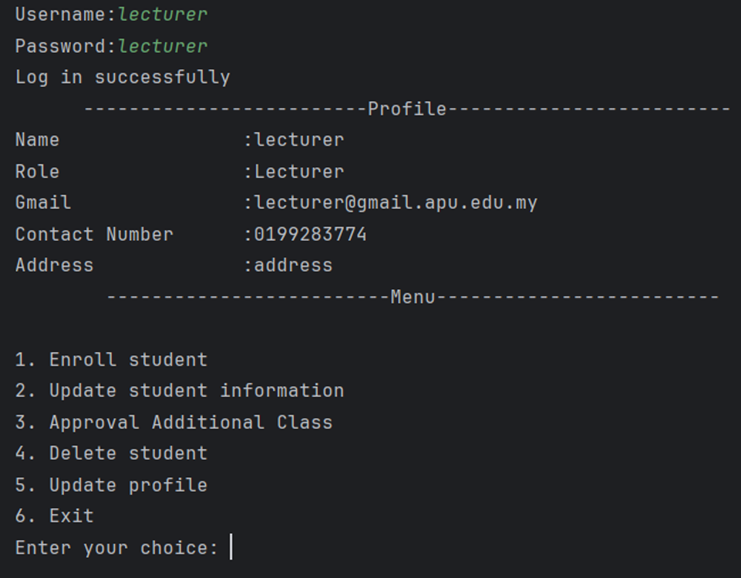 Username:lecturer
Password:lecturer
Log in successfully
-------------------------Profile-------------------------
Name :lecturer
Role :Lecturer
Gmail :lecturer@gmail.apu.edu.my
Contact Number :0199283774
Address :address
-------------------------Menu-------------------------
1. Enroll student
2. Update student information
3. Approval Additional Class
4. Delete student
5. Update profile
6. Exit
Enter your choice: